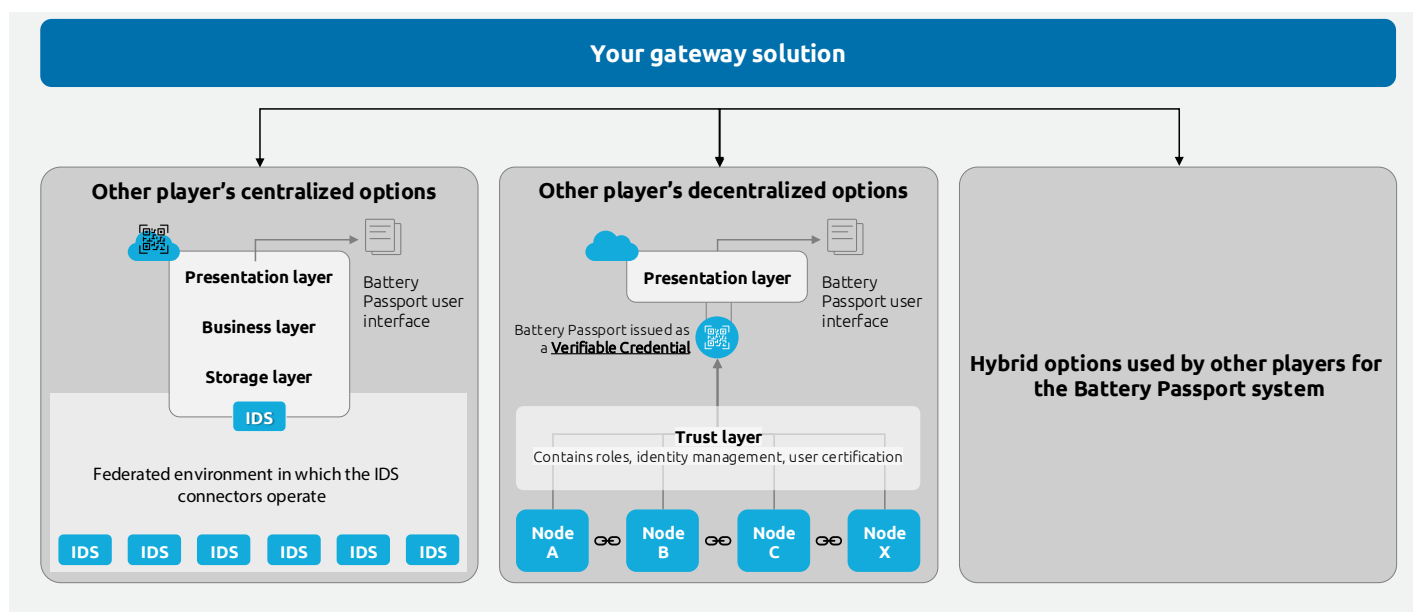 Your gateway solution
Other player's centralized options
Presentation layer
Business layer
Storage layer
IDS
Battery
Passport user
interface
Federated environment in which the IDS
connectors operate
IDS IDS IDS IDS IDS IDS
Other player's decentralized options
Presentation layer
Battery
Passport user
interface
Battery Passport issued as
a Verifiable Credential
Trust layer
Contains roles, identity management, user certification
Node
A
Node
B
Node
C
Node
X
Hybrid options used by other players for
the Battery Passport system